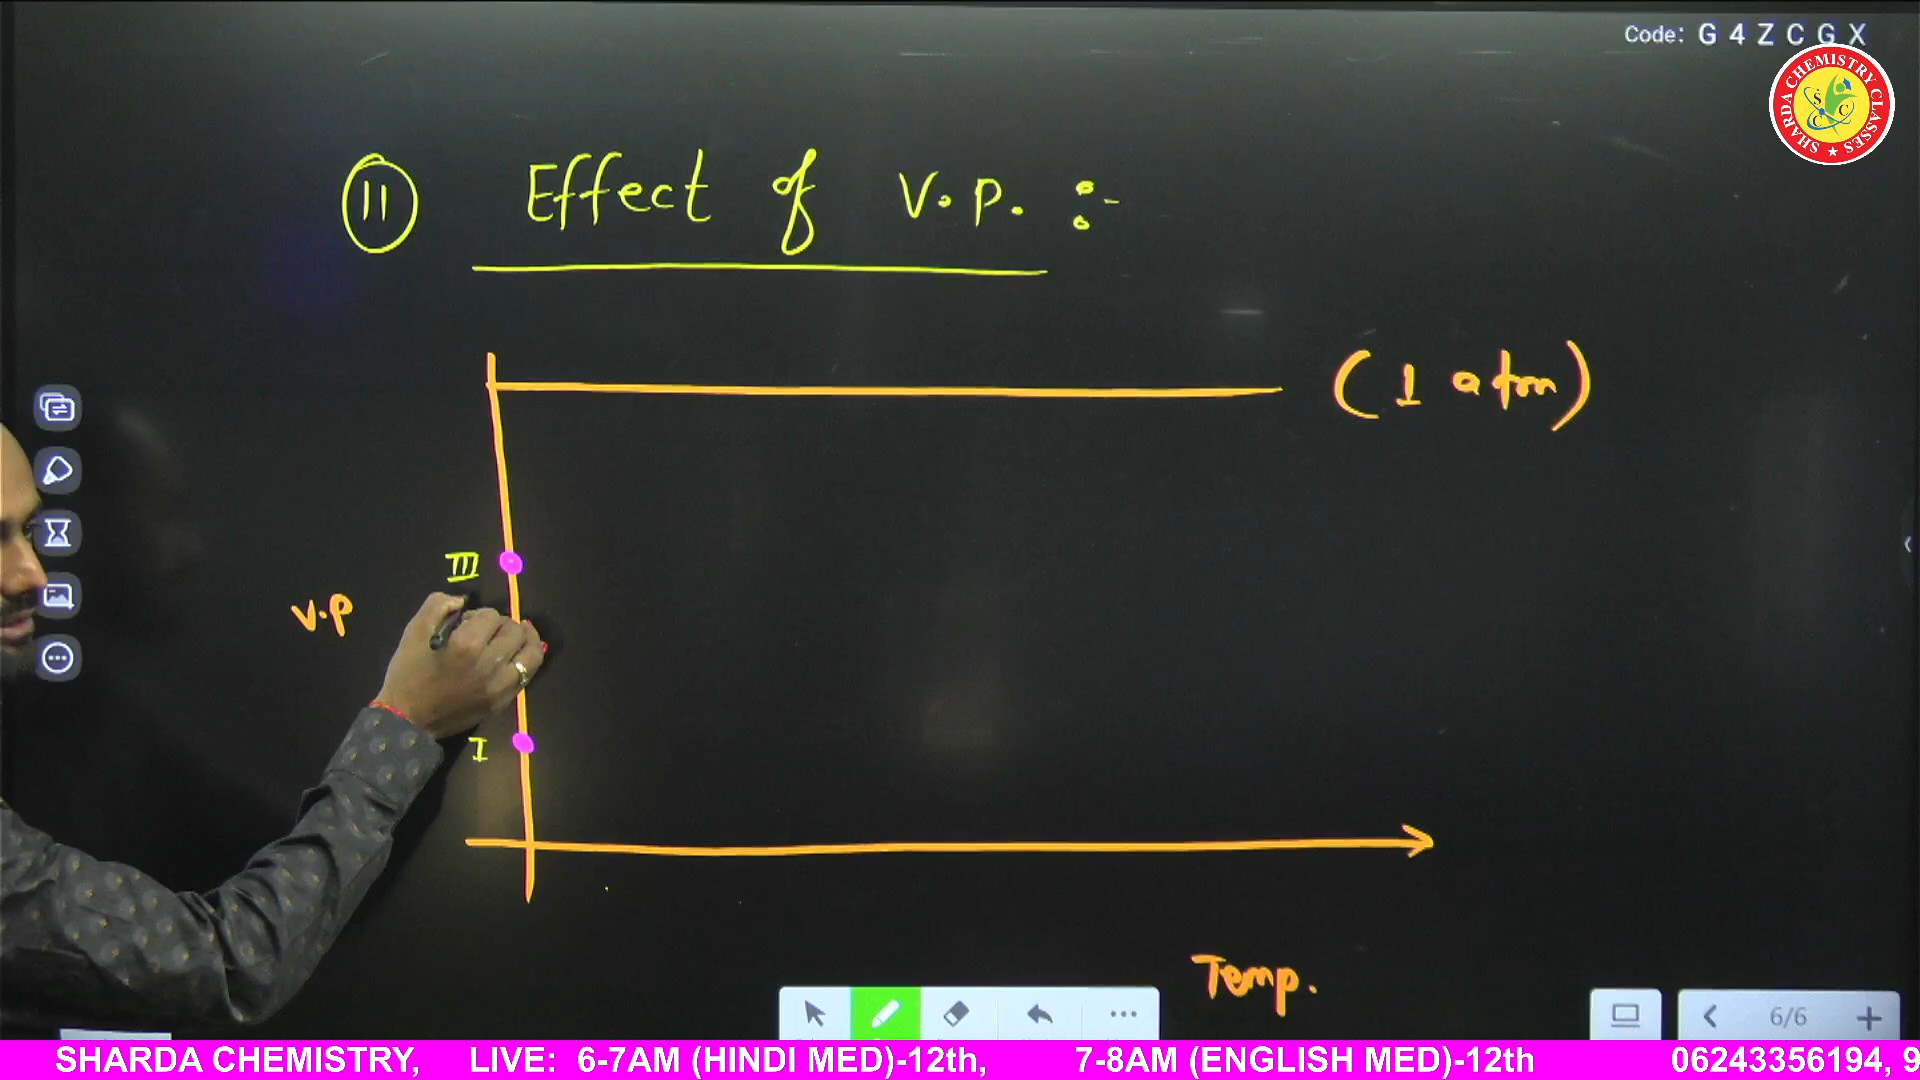 Code: G 4 Z C G X
SHARDA CHEMISTRY CLASSES
S C C
11 Effect of V.P. :-
(1 atm)
III
V.P
I
Temp.
6/6
SHARDA CHEMISTRY, LIVE: 6-7AM (HINDI MED)-12th, 7-8AM (ENGLISH MED)-12th 06243356194, 9